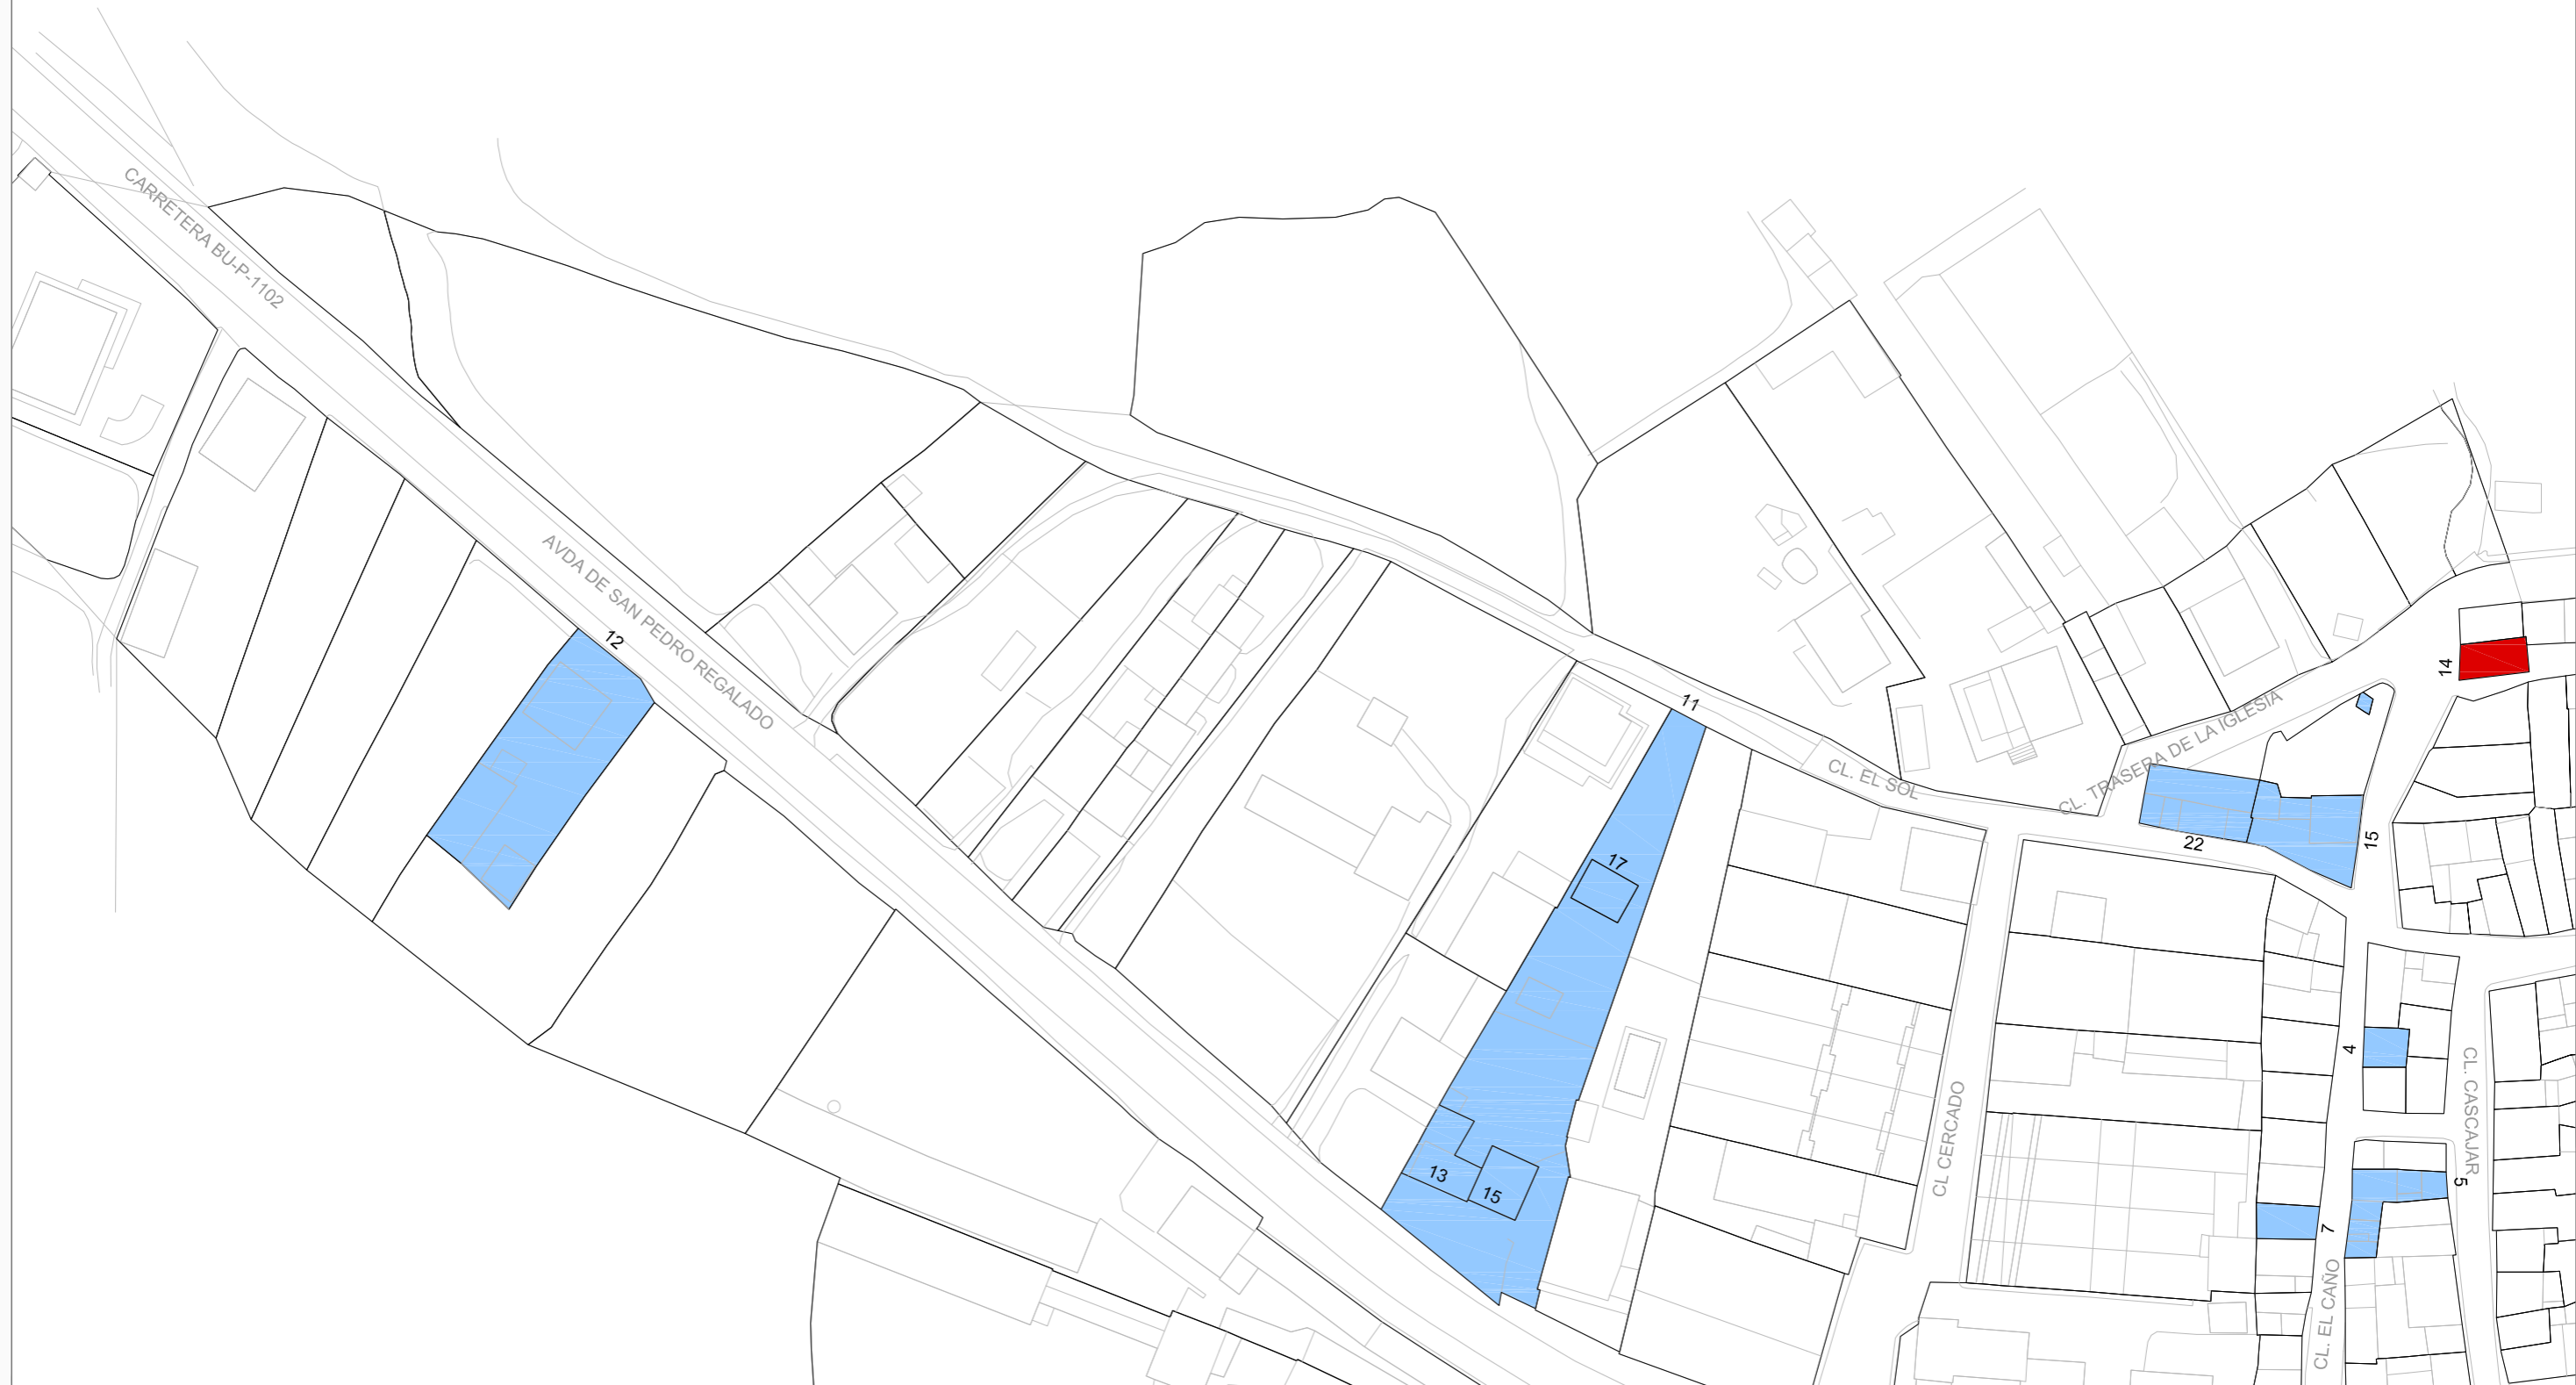 CARRETERA BU-P-1102
AVDA DE SAN PEDRO REGALADO
12
11
CL. EL SOL
CL. TRASERA DE LA IGLESIA
14
22
15
17
13
15
CL. CERCADO
4
CL. CASCAJAR
5
7
CL. EL CAÑO